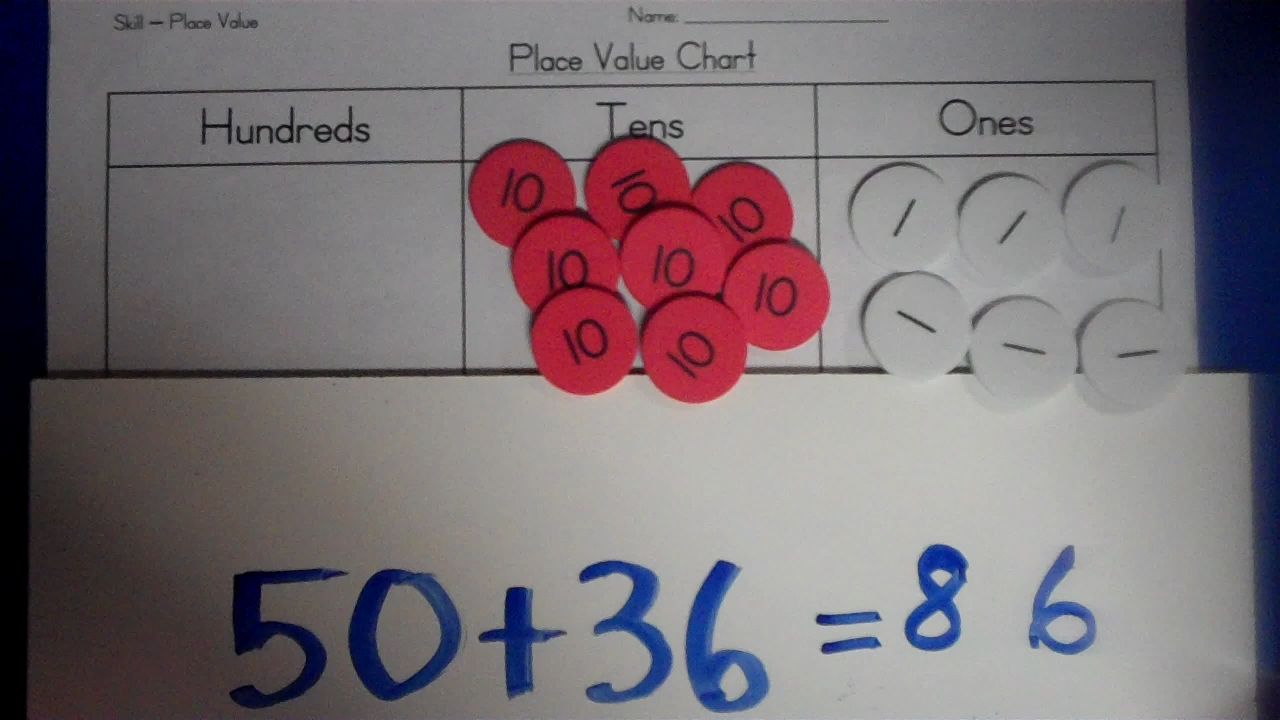 Skill – Place Value
Name:
Place Value Chart
Hundreds Tens Ones
10 10 10
10 10 10
10 10
1 1 1
1 1 1
50+36=86